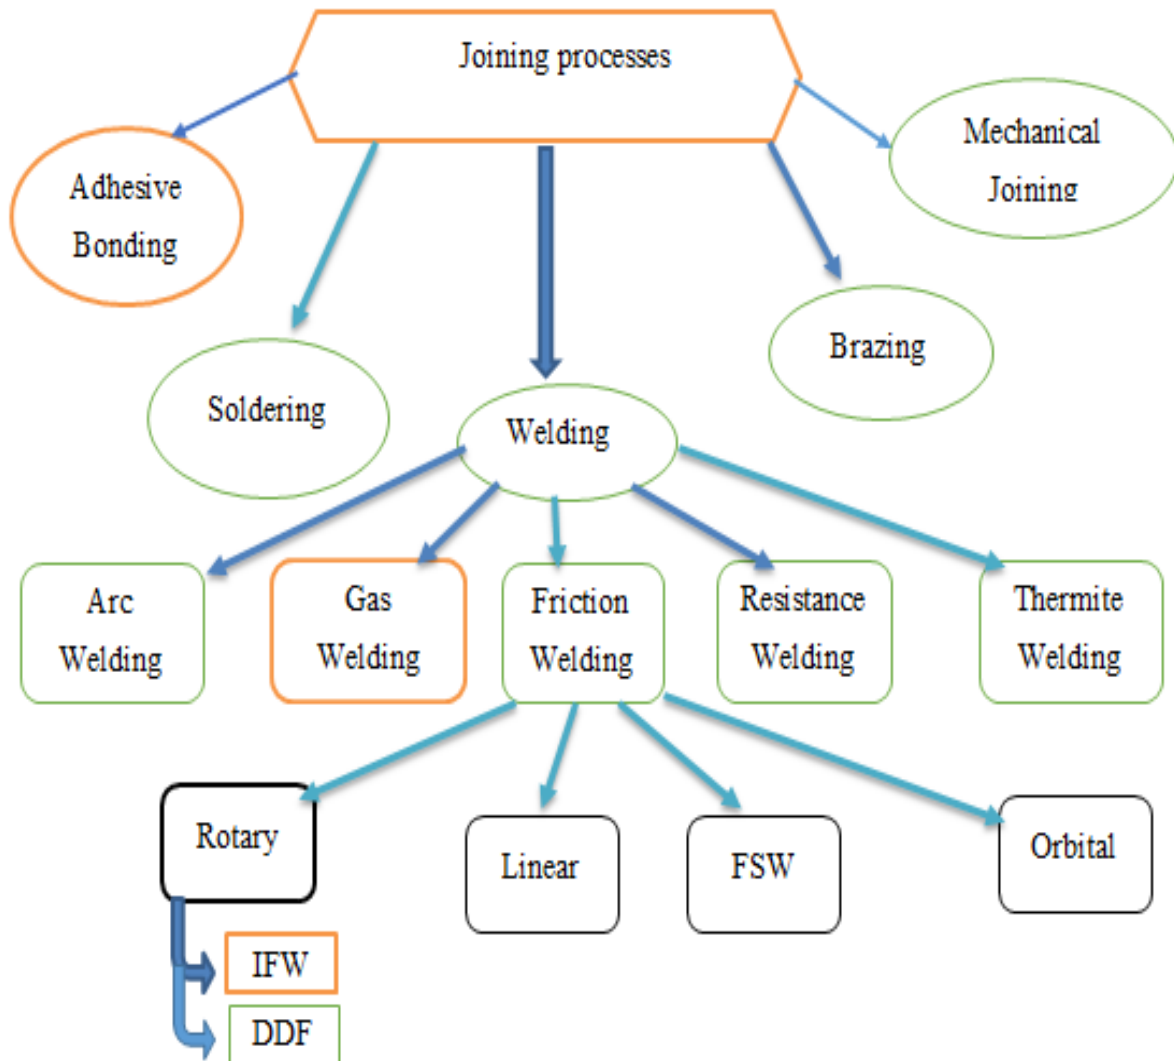 Joining processes
Adhesive
Bonding
Mechanical
Joining
Soldering
Brazing
Welding
Arc
Welding
Gas
Welding
Friction
Welding
Resistance
Welding
Thermite
Welding
Rotary
Linear
FSW
Orbital
IFW
DDF